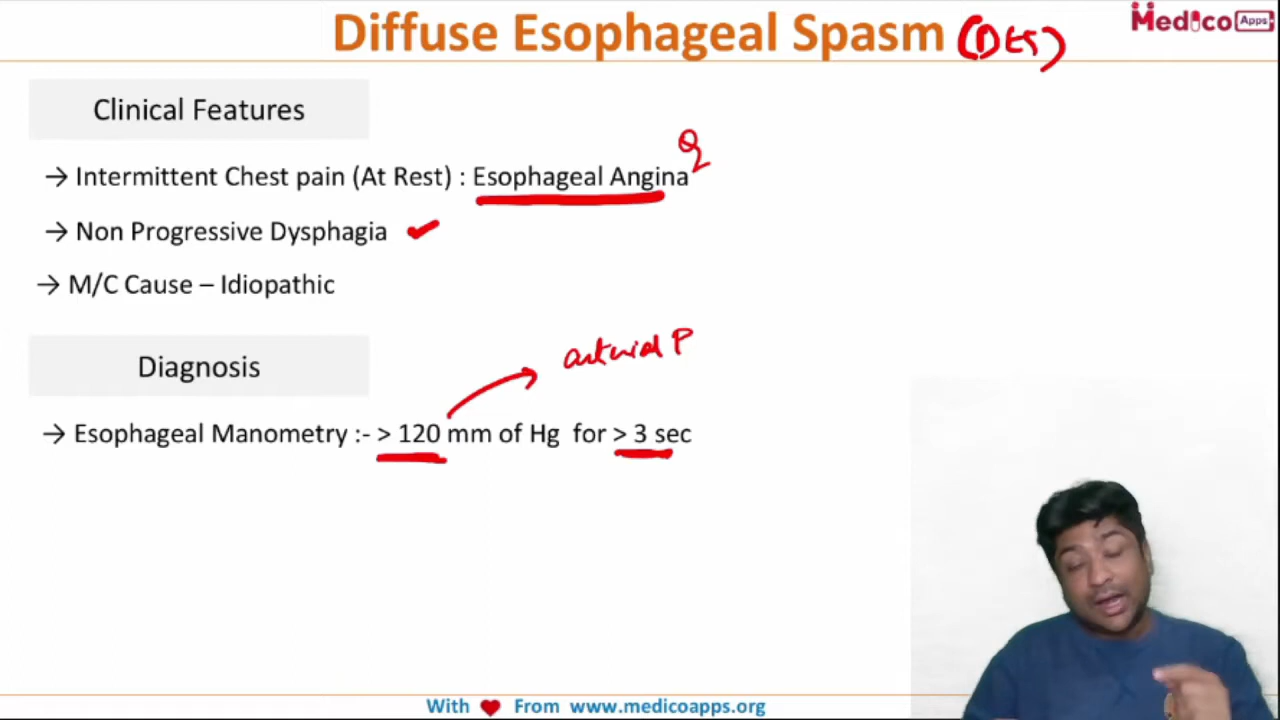 Diffuse Esophageal Spasm (DES)
Medico Apps
Clinical Features
→ Intermittent Chest pain (At Rest) : Esophageal Angina Q
→ Non Progressive Dysphagia ✓
→ M/C Cause – Idiopathic
arterial P
Diagnosis
→ Esophageal Manometry :- > 120 mm of Hg for > 3 sec
With ❤ From www.medicoapps.org